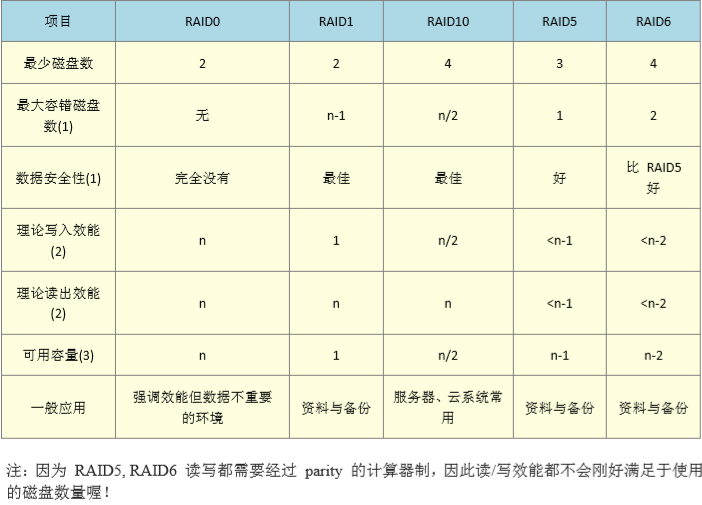 项目 RAID0 RAID1 RAID10 RAID5 RAID6
最少磁盘数 2 2 4 3 4
最大容错磁盘
数(1) 无 n-1 n/2 1 2
数据安全性(1) 完全没有 最佳 最佳 好 比 RAID5
好
理论写入效能
(2) n 1 n/2 <n-1 <n-2
理论读出效能
(2) n n n <n-1 <n-2
可用容量(3) n 1 n/2 n-1 n-2
一般应用 强调效能但数据不重要
的环境 资料与备份 服务器、云系统常
用 资料与备份 资料与备份
注：因为 RAID5, RAID6 读写都需要经过 parity 的计算器制，因此读/写效能都不会刚好满足于使用
的磁盘数量喔！